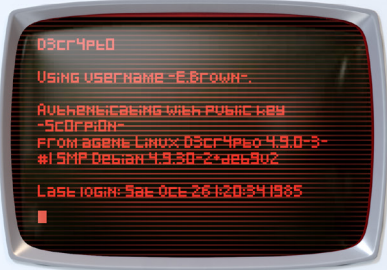 D3cr4pt0
Using username -E.Brown-.
Authenticating with public key
-Sc0rpi0n-
from agent Linux D3cr4pt0 4.9.0-3-
#1 SMP Debian 4.9.30-2+deb9u2
Last login: Sat Oct 26 1:20:54 1985